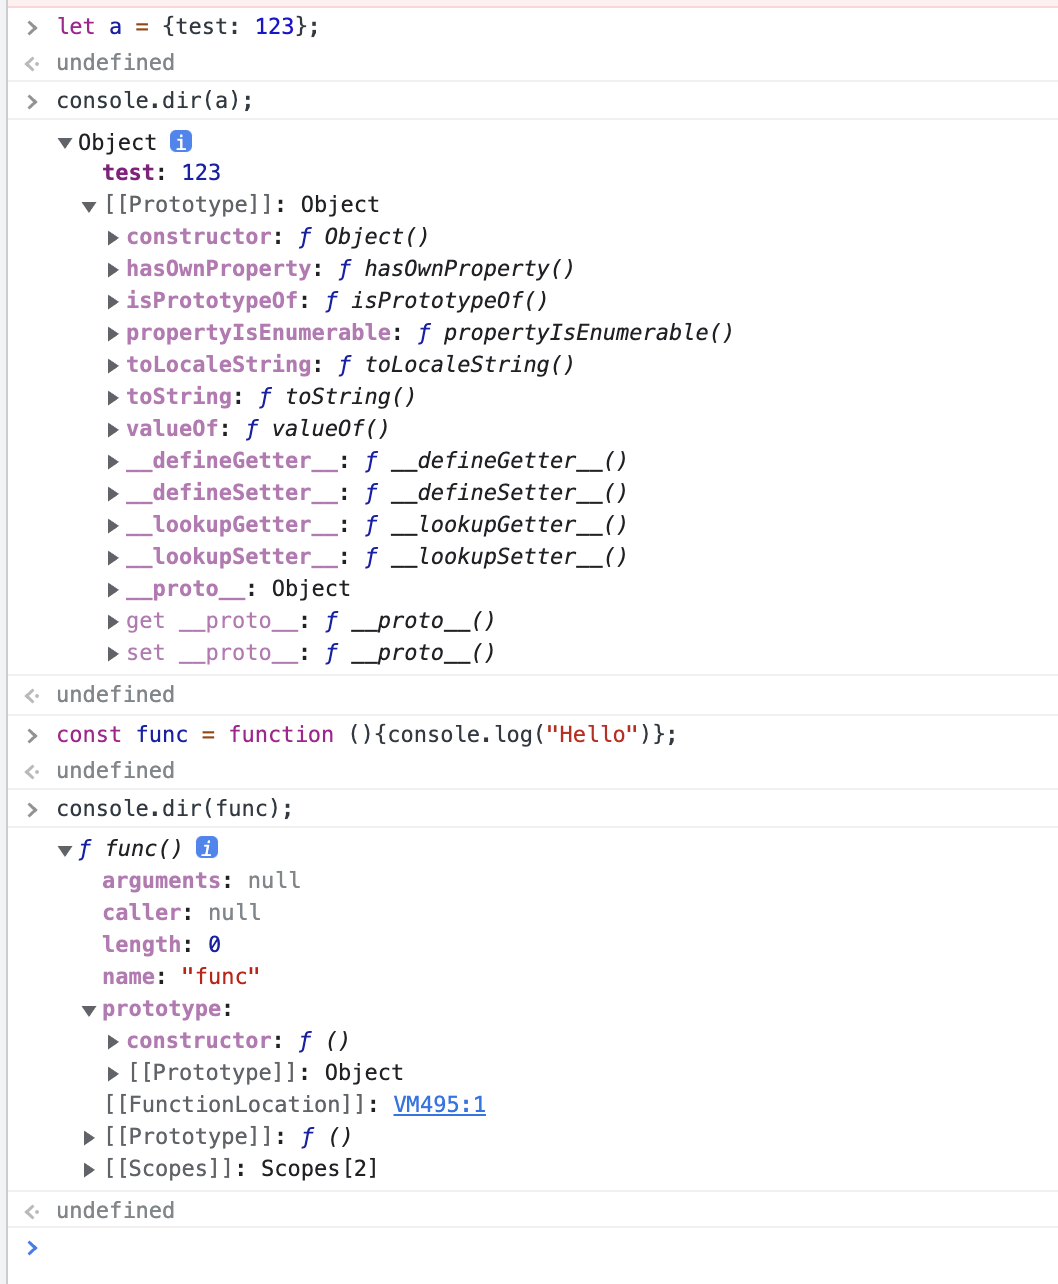 > let a = {test: 123};
<· undefined
> console.dir(a);
▼Object i
test: 123
▼[[Prototype]]: Object
▶constructor: ƒ Object()
▶hasOwnProperty: ƒ hasOwnProperty()
▶isPrototypeOf: ƒ isPrototypeOf()
▶propertyIsEnumerable: ƒ propertyIsEnumerable()
▶toLocaleString: ƒ toLocaleString()
▶toString: ƒ toString()
▶valueOf: ƒ valueOf()
▶__defineGetter__: ƒ __defineGetter__()
▶__defineSetter__: ƒ __defineSetter__()
▶__lookupGetter__: ƒ __lookupGetter__()
▶__lookupSetter__: ƒ __lookupSetter__()
▶__proto__: Object
▶get __proto__: ƒ __proto__()
▶set __proto__: ƒ __proto__()
<· undefined
> const func = function (){console.log("Hello")};
<· undefined
> console.dir(func);
▼ƒ func() i
arguments: null
caller: null
length: 0
name: "func"
▼prototype:
▶constructor: ƒ ()
▶[[Prototype]]: Object
[[FunctionLocation]]: VM495:1
▶[[Prototype]]: ƒ ()
▶[[Scopes]]: Scopes[2]
<· undefined
>